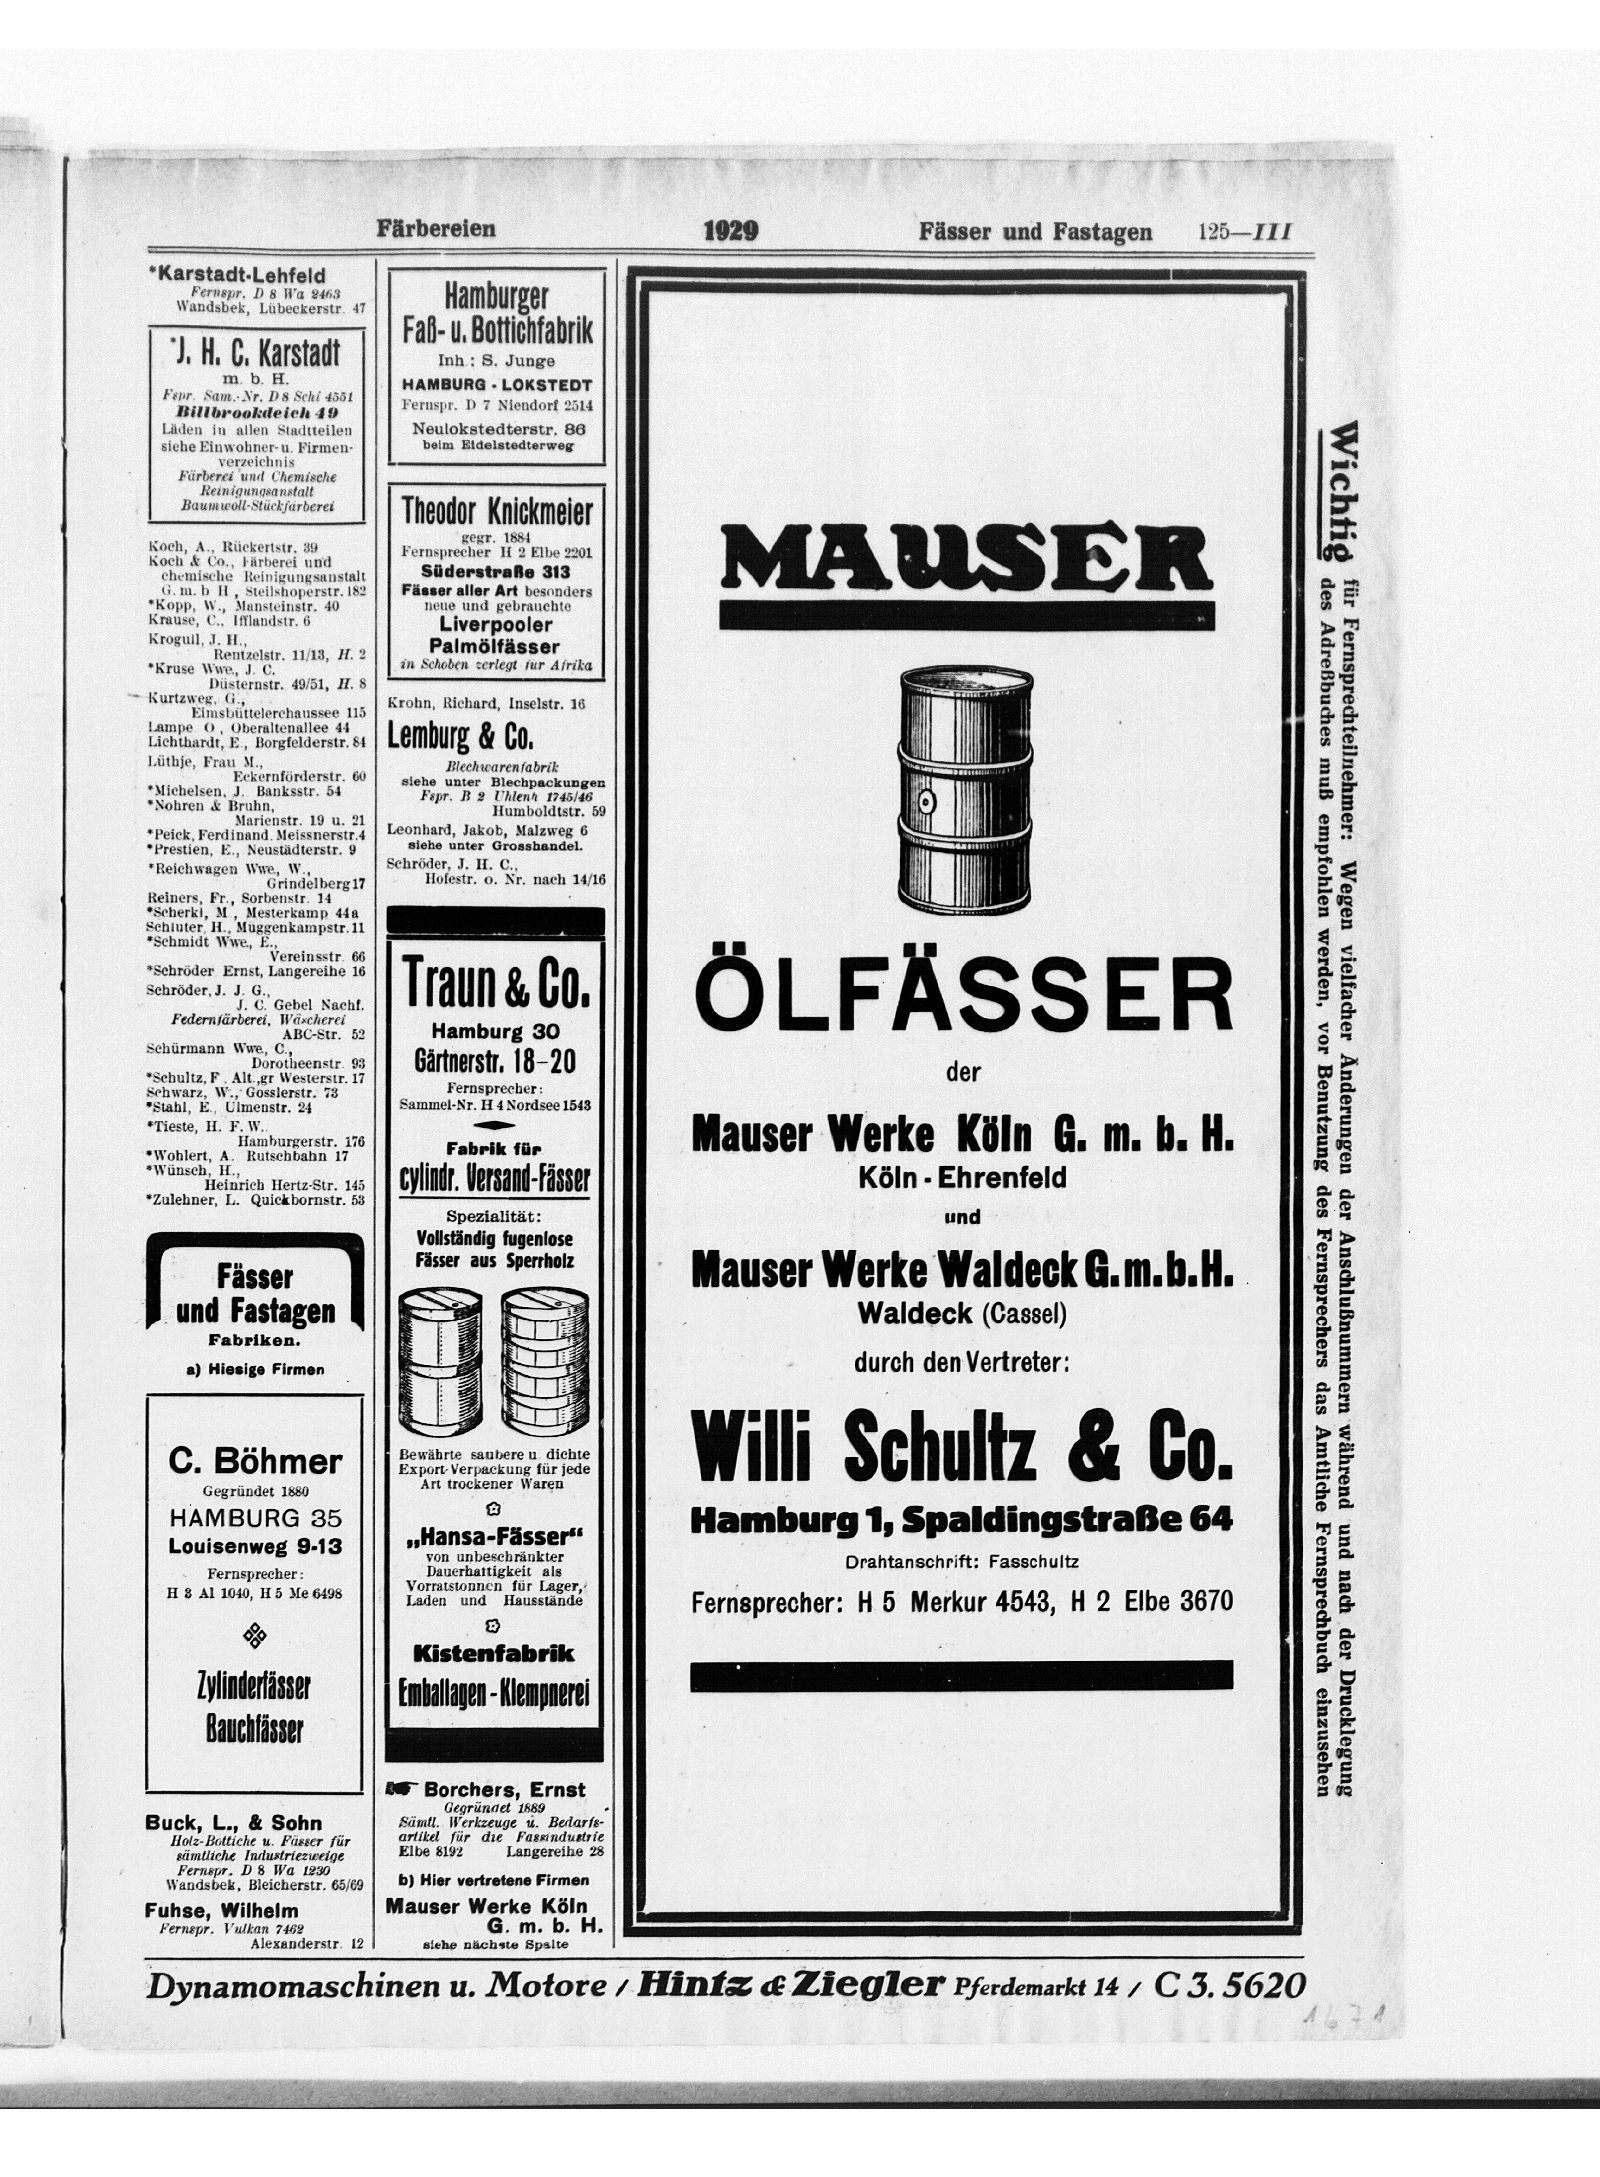 Färbereien 1929 Fässer und Fastagen 125—III
*Karstadt-Lehfeld
Fernspr. D 8 Wa 2463
Wandsbek, Lübeckerstr. 47
*J. H. C. Karstadt
m. b. H.
Fspr. Sam.-Nr. D 8 Schi 4551
Billbrookdeich 49
Läden in allen Stadtteilen
siehe Einwohner- u. Firmen-
verzeichnis
Färberei und Chemische
Reinigungsanstalt
Baumwoll-Stückfärberei
Koch, A., Rückertstr. 39
Koch & Co., Färberei und
chemische Reinigungsanstalt
G. m. b H , Steilshoperstr. 182
*Kopp, W., Mansteinstr. 40
Krause, C., Ifflandstr. 6
Krogull, J. H.,
Rentzelstr. 11/13, H. 2
*Kruse Wwe., J. C.
Düsternstr. 49/51, H. 8
Kurtzweg, G.,
Eimsbüttelerchaussee 115
Lampe O , Oberaltenallee 44
Lichthardt, E., Borgfelderstr. 84
Lüthje, Frau M.,
Eckernförderstr. 60
*Michelsen, J. Banksstr. 54
*Nohren & Bruhn,
Marienstr. 19 u. 21
*Peick, Ferdinand. Meissnerstr. 4
*Prestien, E., Neustädterstr. 9
*Reichwagen Wwe., W.,
Grindelberg 17
Reiners, Fr., Sorbenstr. 14
*Scherkl, M , Mesterkamp 44a
Schluter, H., Muggenkampstr. 11
*Schmidt Wwe., E.,
Vereinsstr. 66
*Schröder Ernst, Langereihe 16
Schröder, J. J. G.,
J. C. Gebel Nachf.
Federnfärberei, Wäscherei
ABC-Str. 52
Schürmann Wwe., C.,
Dorotheenstr. 93
*Schultz, F . Alt., gr Westerstr. 17
Schwarz, W., Gosslerstr. 73
*Stahl, E., Ulmenstr. 24
*Tieste, H. F. W..
Hamburgerstr. 176
*Wohlert, A. Rutschbahn 17
*Wünsch, H.,
Heinrich Hertz-Str. 145
*Zulehner, L. Quickbornstr. 53
Fässer
und Fastagen
Fabriken.
a) Hiesige Firmen
C. Böhmer
Gegründet 1880
HAMBURG 35
Louisenweg 9-13
Fernsprecher:
H 3 Al 1040, H 5 Me 6498
Zylinderfässer
Bauchfässer
Buck, L., & Sohn
Holz-Bottiche u. Fässer für
sämtliche Industriezweige
Fernspr. D 8 Wa 1230
Wandsbek, Bleicherstr. 65/69
Fuhse, Wilhelm
Fernspr. Vulkan 7462
Alexanderstr. 12
Hamburger
Faß- u. Bottichfabrik
Inh : S. Junge
HAMBURG - LOKSTEDT
Fernspr. D 7 Niendorf 2514
Neulokstedterstr. 86
beim Eidelstedterweg
Theodor Knickmeier
gegr. 1884
Fernsprecher H 2 Elbe 2201
Süderstraße 313
Fässer aller Art besonders
neue und gebrauchte
Liverpooler
Palmölfässer
in Schoben zerlegt für Afrika
Krohn, Richard, Inselstr. 16
Lemburg & Co.
Blechwarenfabrik
siehe unter Blechpackungen
Fspr. B 2 Uhlenh 1745/46
Humboldtstr. 59
Leonhard, Jakob, Malzweg 6
siehe unter Grosshandel.
Schröder, J. H. C.,
Hofestr. o. Nr. nach 14/16
Traun & Co.
Hamburg 30
Gärtnerstr. 18-20
Fernsprecher:
Sammel-Nr. H 4 Nordsee 1543
Fabrik für
cylindr. Versand-Fässer
Spezialität:
Vollständig fugenlose
Fässer aus Sperrholz
Bewährte saubere u. dichte
Export-Verpackung für jede
Art trockener Waren
„Hansa-Fässer“
von unbeschränkter
Dauerhaftigkeit als
Vorratstonnen für Lager,
Laden und Hausstände
Kistenfabrik
Emballagen - Klempnerei
Borchers, Ernst
Gegründet 1889
Sämtl. Werkzeuge u. Bedarfs-
artikel für die Fassindustrie
Elbe 8192 Langereihe 28
b) Hier vertretene Firmen
Mauser Werke Köln
G. m. b. H.
siehe nächste Spalte
MAUSER
ÖLFÄSSER
der
Mauser Werke Köln G. m. b. H.
Köln - Ehrenfeld
und
Mauser Werke Waldeck G. m. b. H.
Waldeck (Cassel)
durch den Vertreter:
Willi Schultz & Co.
Hamburg 1, Spaldingstraße 64
Drahtanschrift: Fasschultz
Fernsprecher: H 5 Merkur 4543, H 2 Elbe 3670
Wichtig für Fernsprechteilnehmer: Wegen vielfacher Änderungen der Anschlußnummern während und nach der Drucklegung
des Adreßbuches muß empfohlen werden, vor Benutzung des Fernsprechers das Amtliche Fernsprechbuch einzusehen
Dynamomaschinen u. Motore / Hintz & Ziegler Pferdemarkt 14 / C 3. 5620
1671